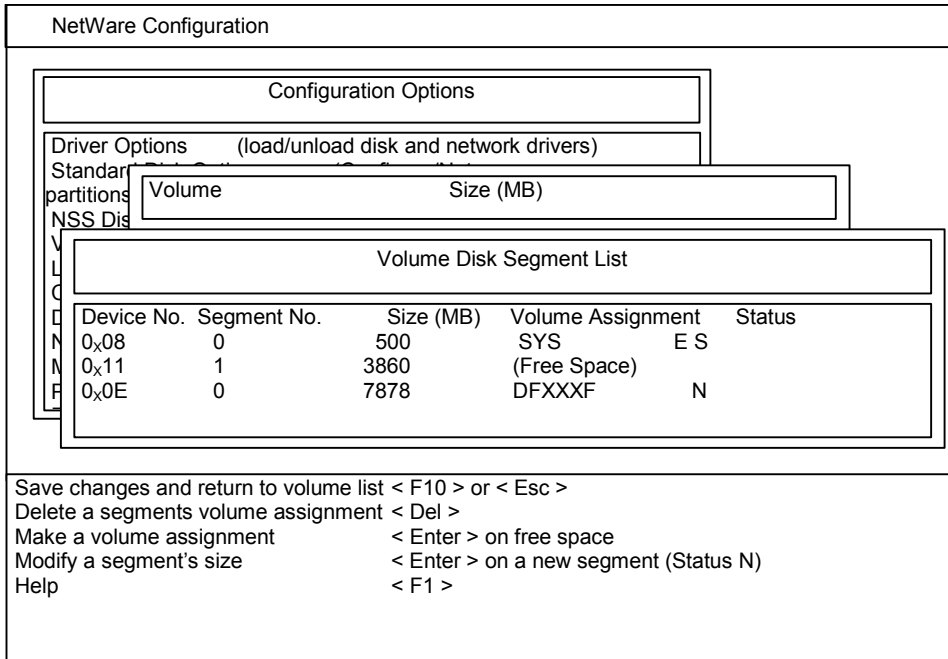 NetWare Configuration
Configuration Options
Driver Options (load/unload disk and network drivers)
Standar
partitions
NSS Dis
Volume Size (MB)
Volume Disk Segment List
Device No. Segment No. Size (MB) Volume Assignment Status
0x08 0 500 SYS E S
0x11 1 3860 (Free Space)
0x0E 0 7878 DFXXXF N
Save changes and return to volume list < F10 > or < Esc >
Delete a segments volume assignment < Del >
Make a volume assignment < Enter > on free space
Modify a segment’s size < Enter > on a new segment (Status N)
Help < F1 >